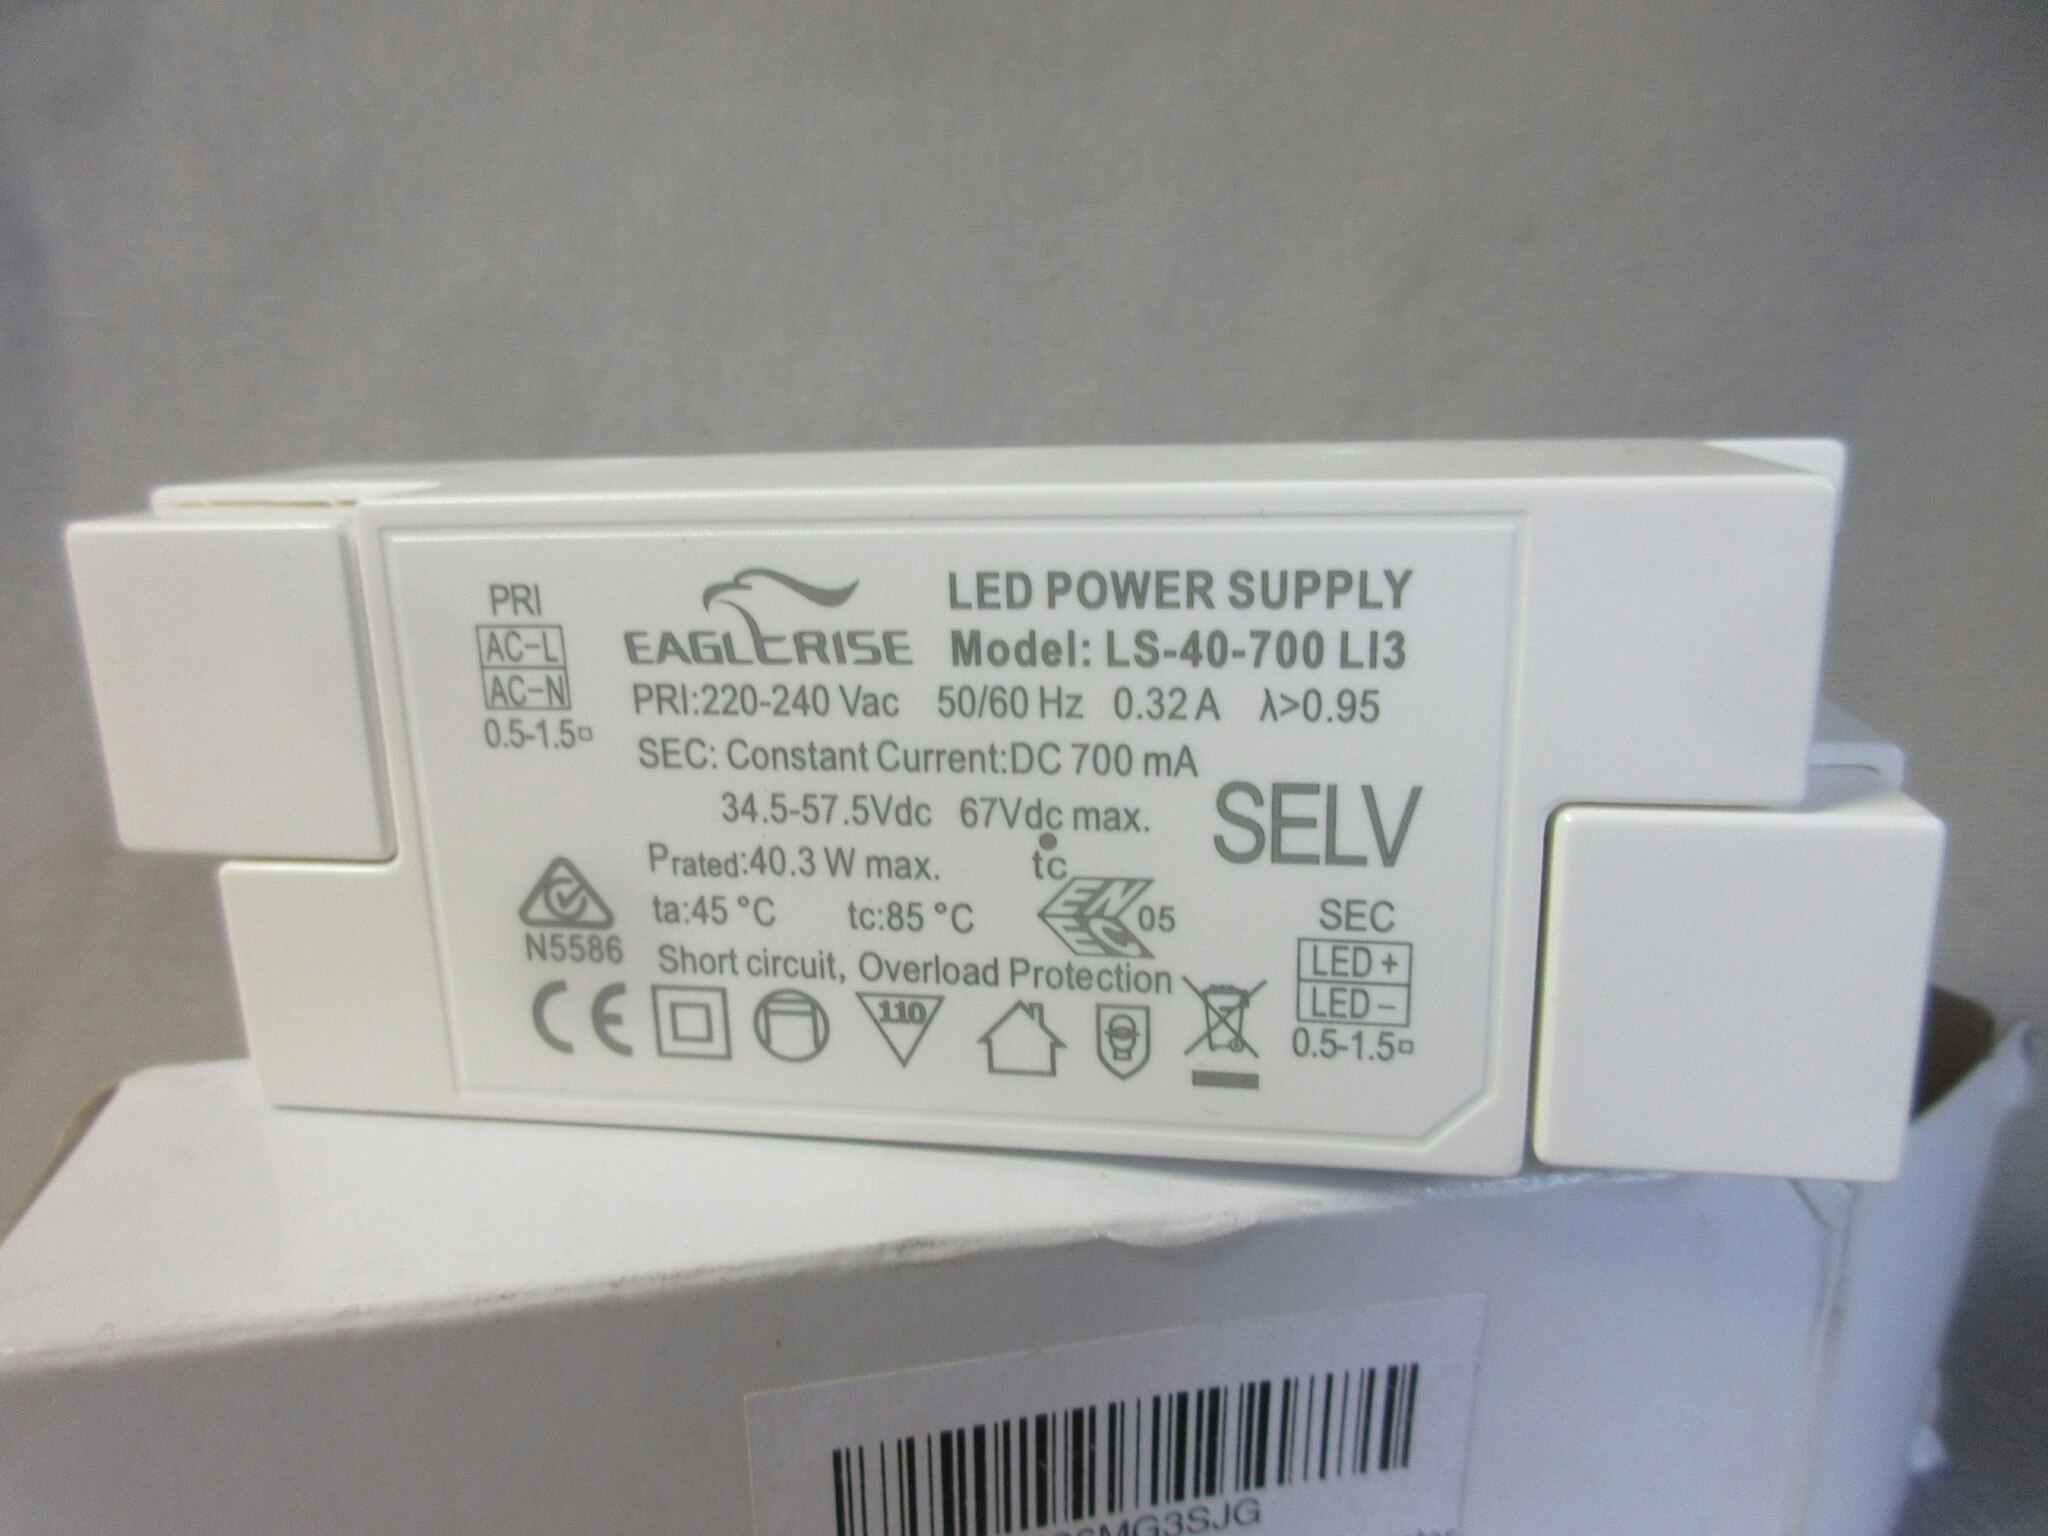 PRI
AC-L
AC-N
0.5-1.5
EAGLERISE
LED POWER SUPPLY
Model: LS-40-700 LI3
PRI:220-240 Vac 50/60 Hz 0.32 A λ>0.95
SEC: Constant Current:DC 700 mA
34.5-57.5Vdc 67Vdc max.
SELV
Prated:40.3 W max.
tc
ta:45 °C tc:85 °C
ENEC 05
N5586
Short circuit, Overload Protection
CE
110
SEC
LED +
LED –
0.5-1.5